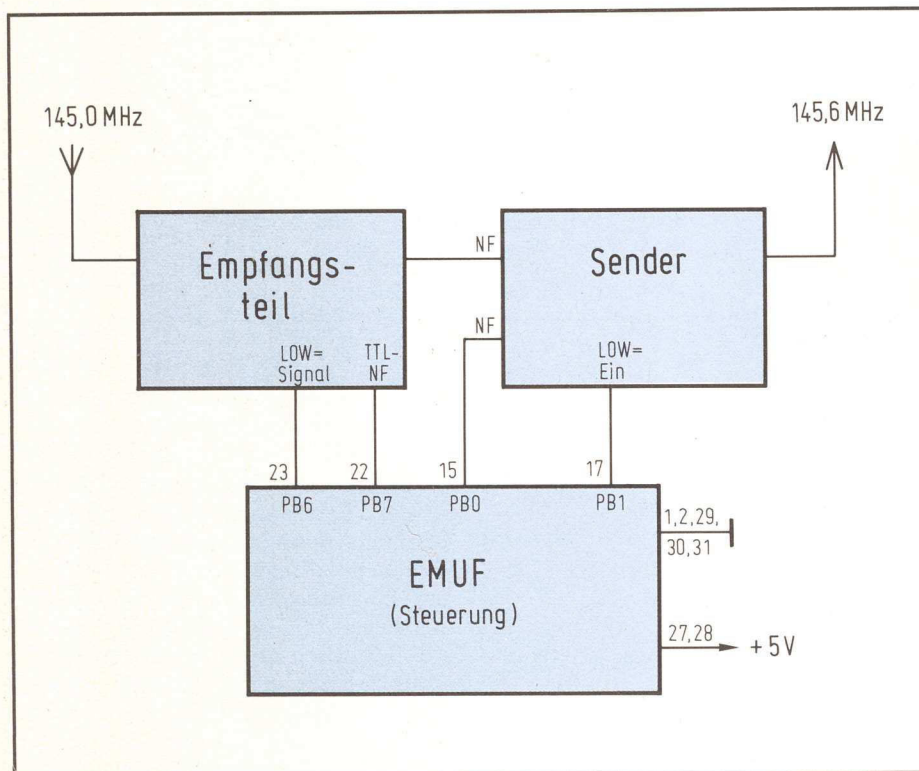 145,0 MHz
145,6 MHz
Empfangs-
teil
LOW=
Signal
TTL-
NF
NF
NF
Sender
LOW=
Ein
23
22
15
17
PB6
PB7
PB0
PB1
EMUF
(Steuerung)
1,2,29,
30,31
27,28
+5V